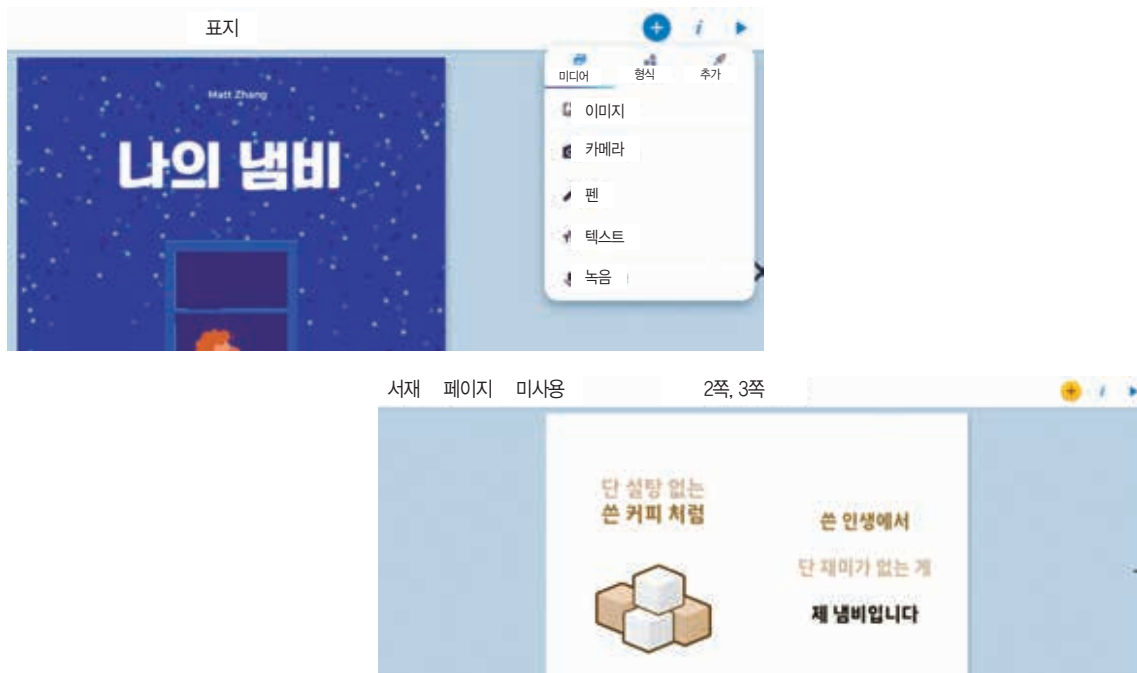 표지
미디어 형식 추가
이미지
카메라
펜
텍스트
녹음
Matt Zhang
나의 냄비
서재 페이지 미사용 2쪽, 3쪽
단 설탕 없는
쓴 커피 처럼
쓴 인생에서
단 재미가 없는 게
제 냄비입니다